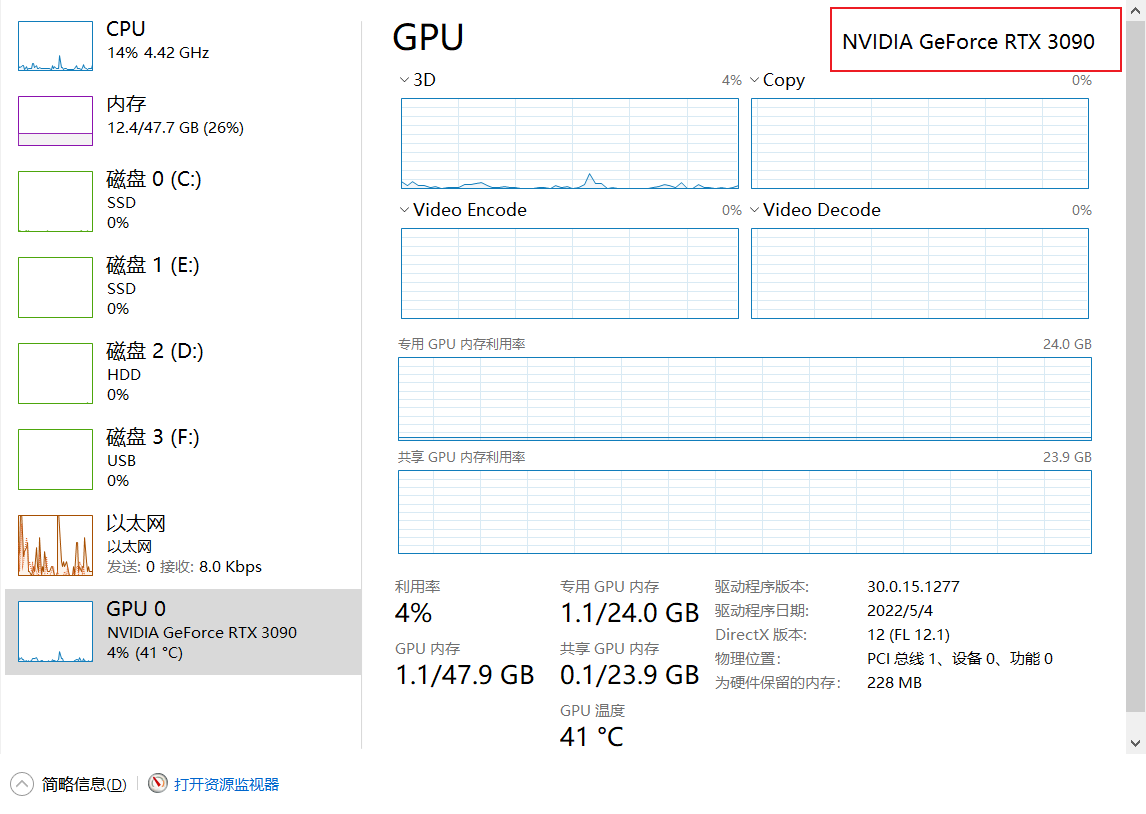 CPU
14% 4.42 GHz
内存
12.4/47.7 GB (26%)
磁盘 0 (C:)
SSD
0%
磁盘 1 (E:)
SSD
0%
磁盘 2 (D:)
HDD
0%
磁盘 3 (F:)
USB
0%
以太网
以太网
发送: 0 接收: 8.0 Kbps
GPU 0
NVIDIA GeForce RTX 3090
4% (41 °C)
GPU
NVIDIA GeForce RTX 3090
3D 4%
Copy 0%
Video Encode 0%
Video Decode 0%
专用 GPU 内存利用率 24.0 GB
共享 GPU 内存利用率 23.9 GB
利用率
4%
专用 GPU 内存
1.1/24.0 GB
GPU 内存
1.1/47.9 GB
共享 GPU 内存
0.1/23.9 GB
GPU 温度
41 °C
驱动程序版本: 30.0.15.1277
驱动程序日期: 2022/5/4
DirectX 版本: 12 (FL 12.1)
物理位置: PCI 总线 1、设备 0、功能 0
为硬件保留的内存: 228 MB
简略信息(D)
打开资源监视器